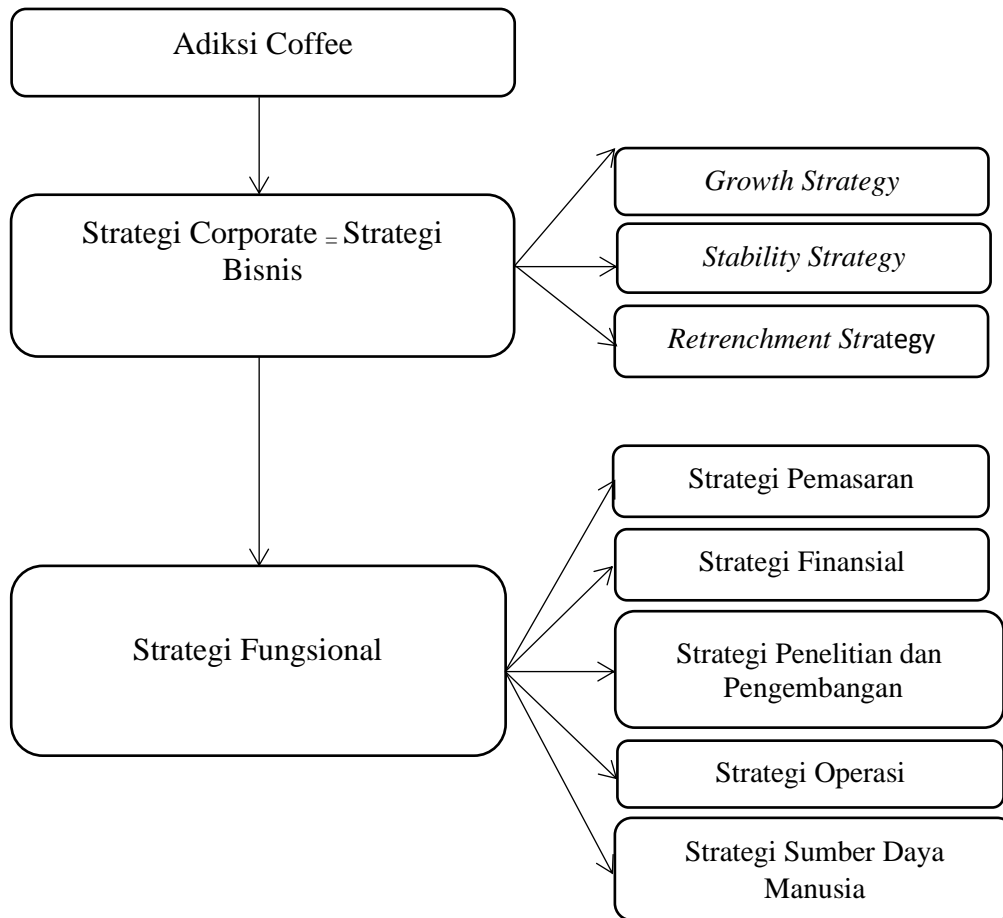 Adiksi Coffee
Strategi Corporate = Strategi
Bisnis
Growth Strategy
Stability Strategy
Retrenchment Strategy
Strategi Fungsional
Strategi Pemasaran
Strategi Finansial
Strategi Penelitian dan
Pengembangan
Strategi Operasi
Strategi Sumber Daya
Manusia